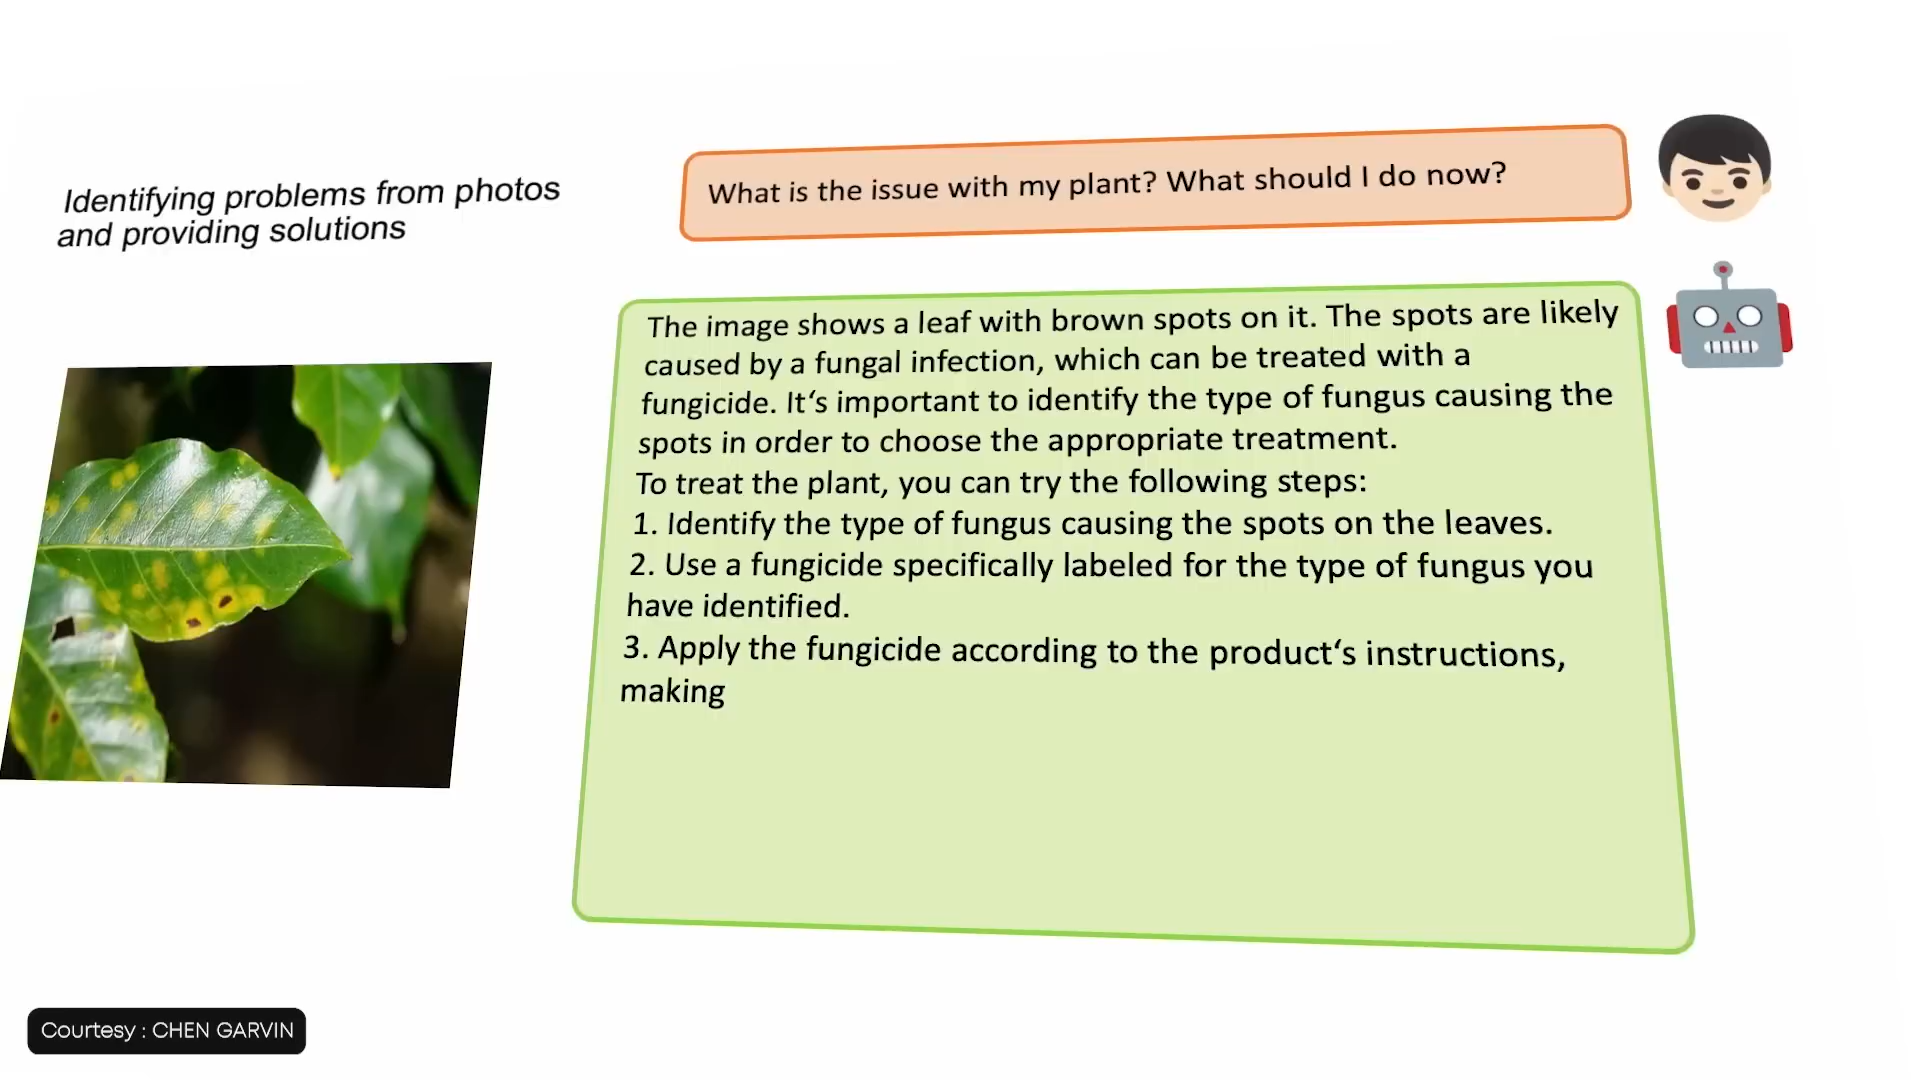 Identifying problems from photos
and providing solutions
What is the issue with my plant? What should I do now?
The image shows a leaf with brown spots on it. The spots are likely
caused by a fungal infection, which can be treated with a
fungicide. It‘s important to identify the type of fungus causing the
spots in order to choose the appropriate treatment.
To treat the plant, you can try the following steps:
1. Identify the type of fungus causing the spots on the leaves.
2. Use a fungicide specifically labeled for the type of fungus you
have identified.
3. Apply the fungicide according to the product‘s instructions,
making
Courtesy : CHEN GARVIN